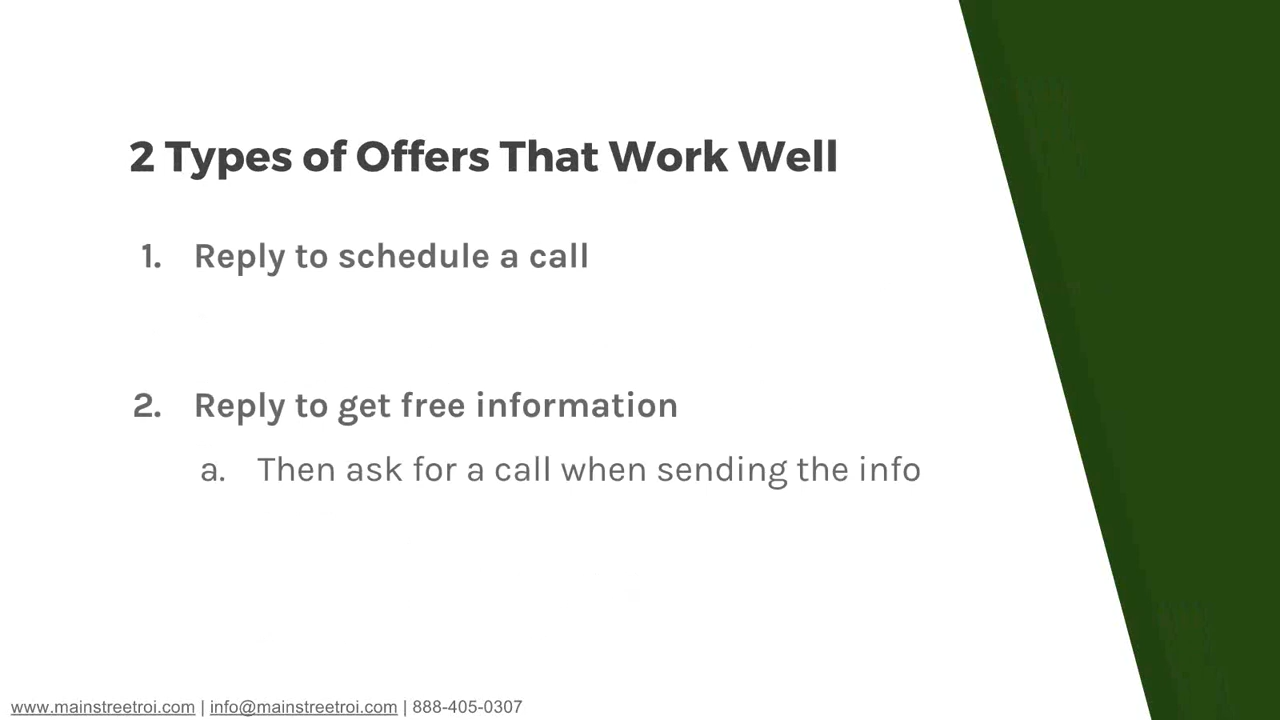 2 Types of Offers That Work Well
1. Reply to schedule a call
2. Reply to get free information
a. Then ask for a call when sending the info
www.mainstreetroi.com | info@mainstreetroi.com | 888-405-0307